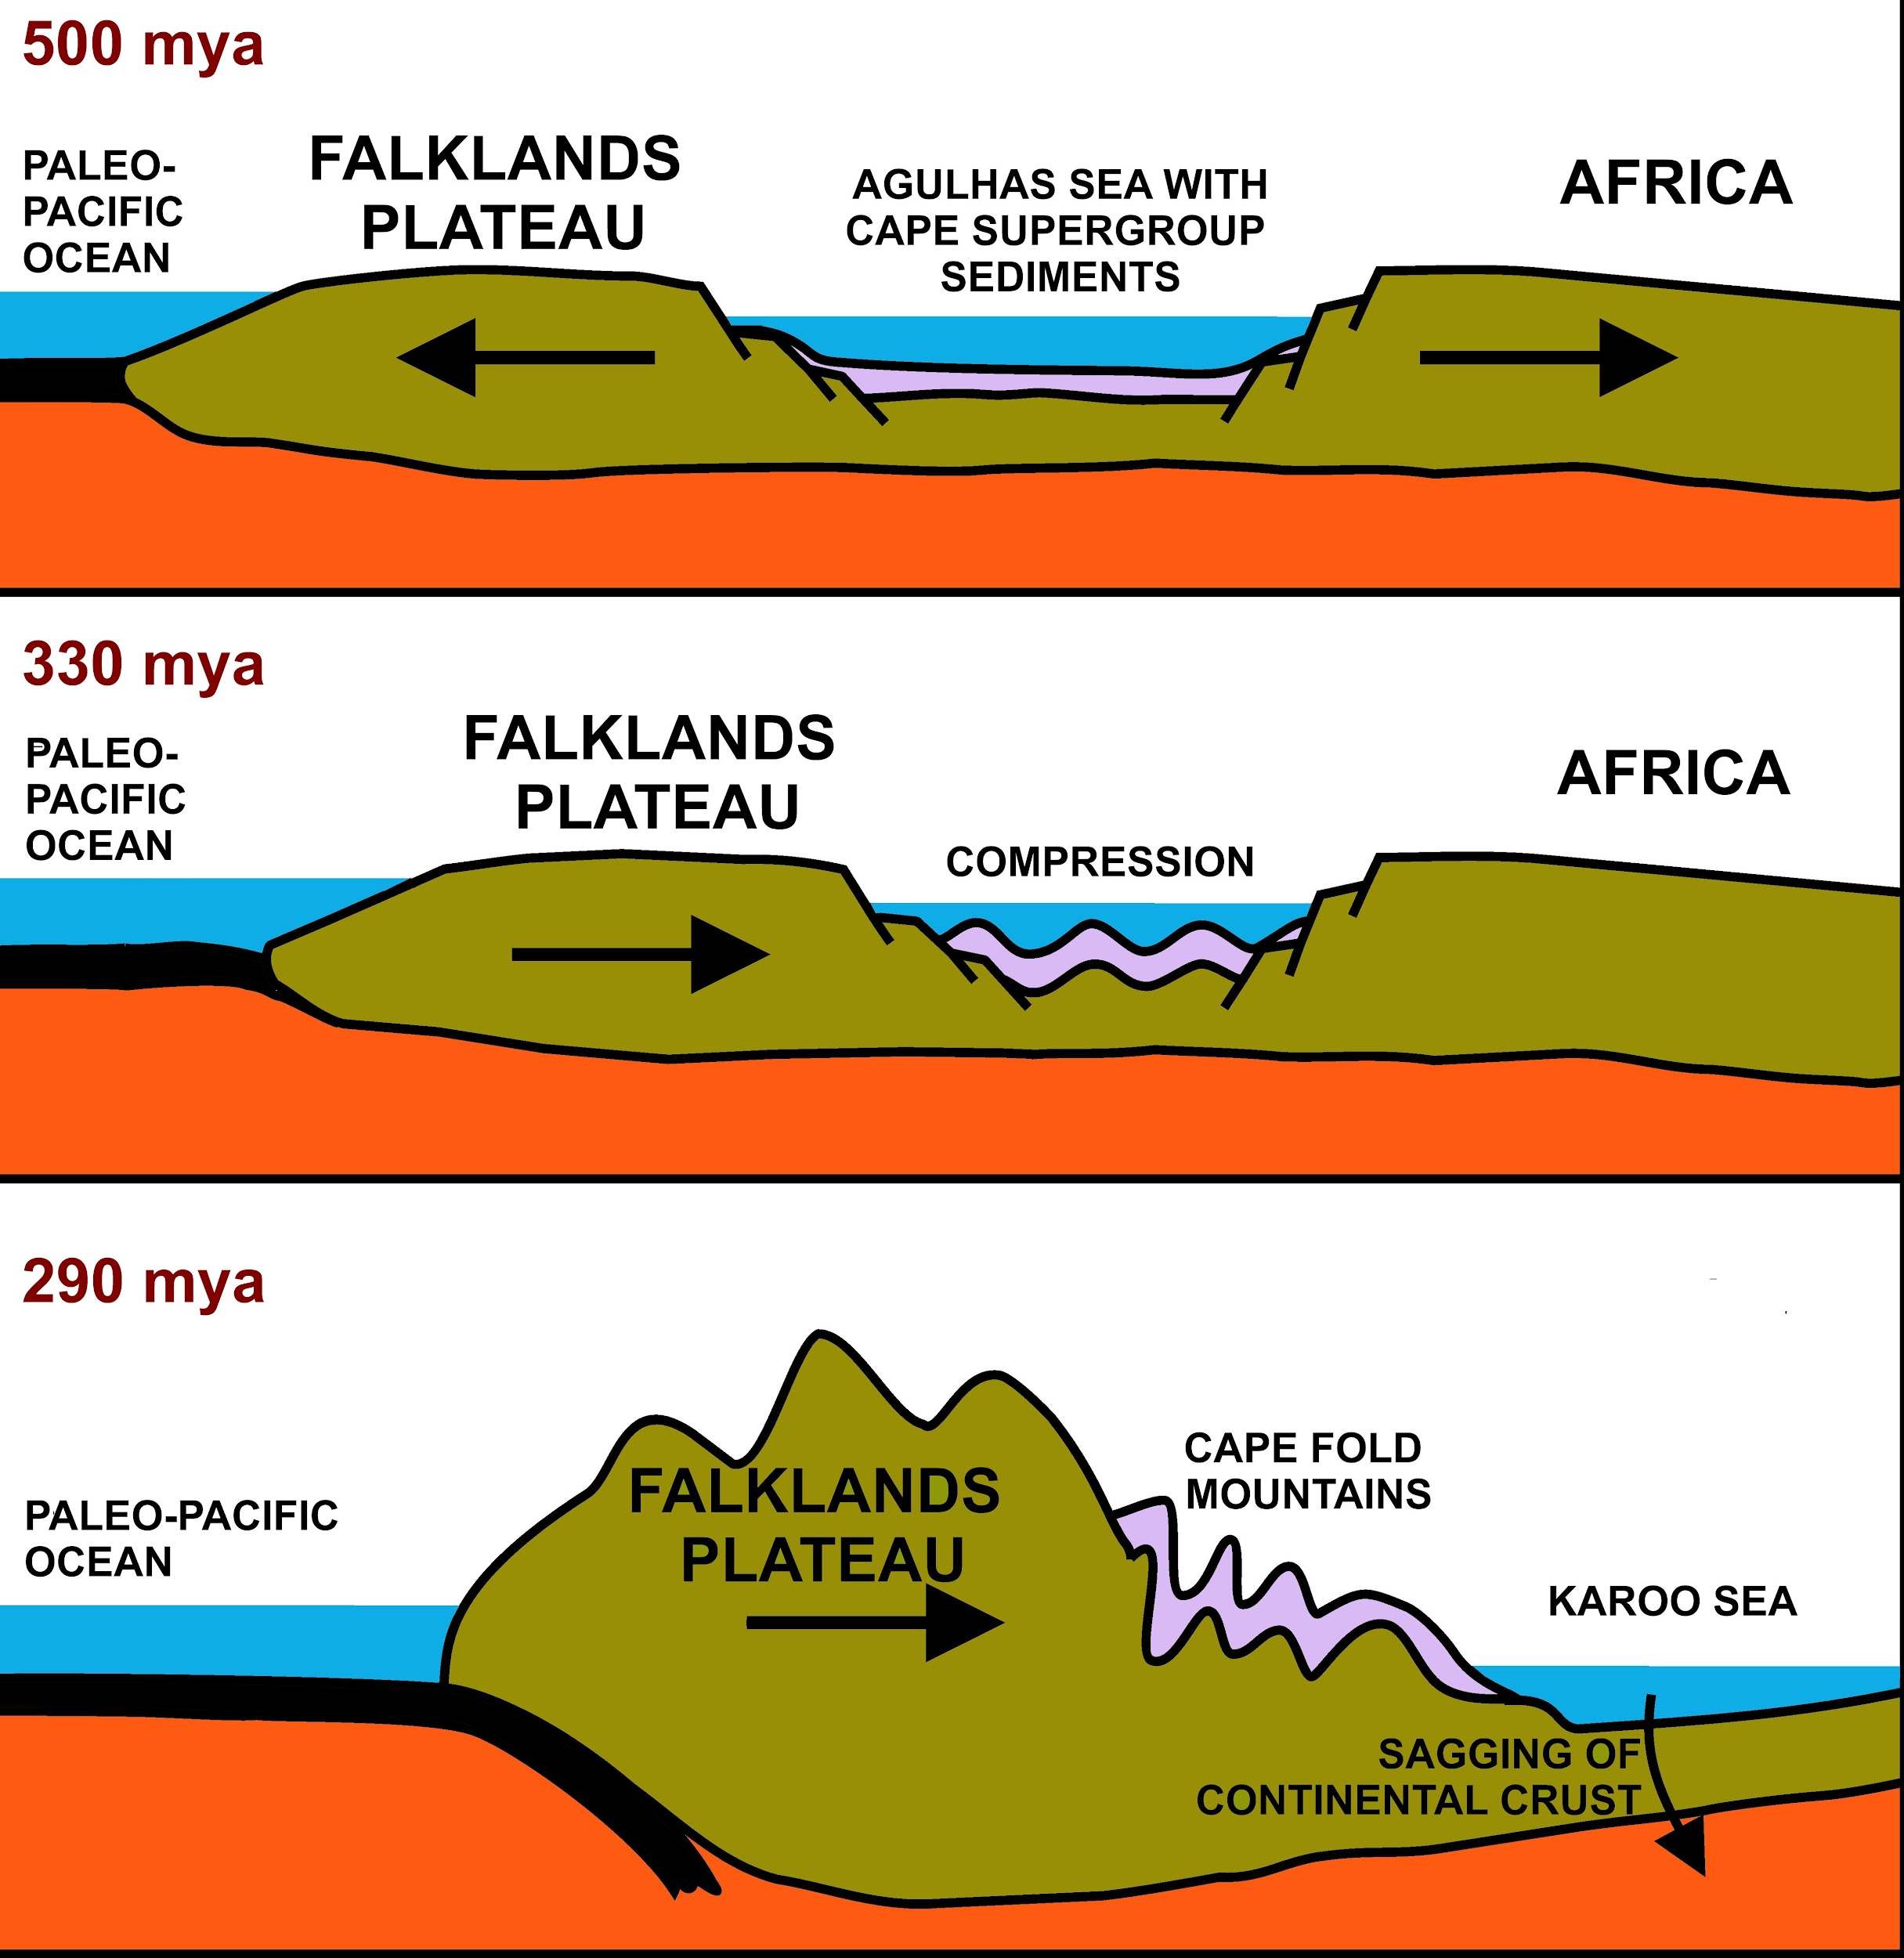 500 mya
PALEO-
PACIFIC
OCEAN
FALKLANDS
PLATEAU
AGULHAS SEA WITH
CAPE SUPERGROUP
SEDIMENTS
AFRICA
330 mya
PALEO-
PACIFIC
OCEAN
FALKLANDS
PLATEAU
COMPRESSION
AFRICA
290 mya
PALEO-PACIFIC
OCEAN
FALKLANDS
PLATEAU
CAPE FOLD
MOUNTAINS
KAROO SEA
SAGGING OF
CONTINENTAL CRUST